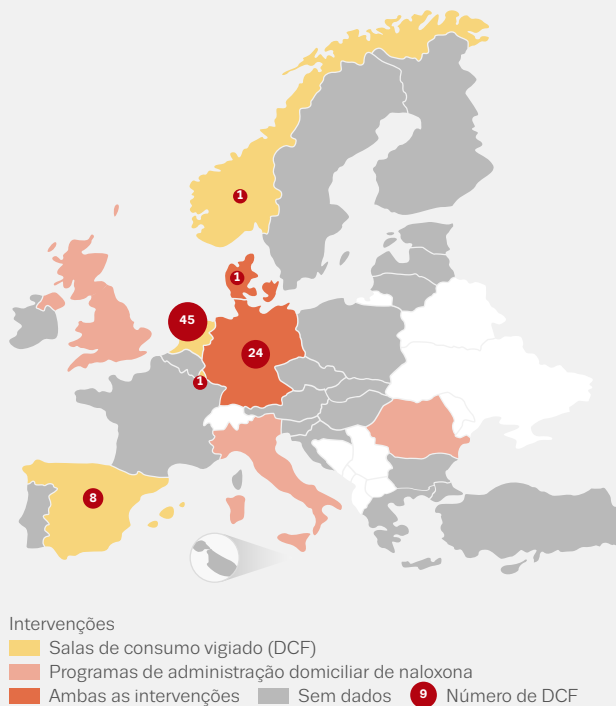 1
1
45
24
1
8
Intervenções
Salas de consumo vigiado (DCF)
Programas de administração domiciliar de naloxona
Ambas as intervenções Sem dados 9 Número de DCF